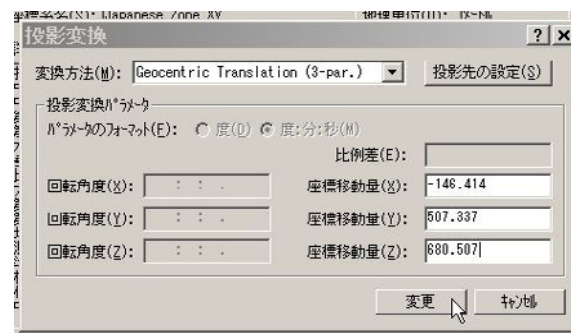 投影変換
変換方法(M): Geocentric Translation (3-par.) 投影先の設定(S)
投影変換ﾊﾟﾗﾒｰﾀ
ﾊﾟﾗﾒｰﾀのﾌｫｰﾏｯﾄ(F): 度(D) 度:分:秒(M)
比例差(E):
回転角度(X): : : . 座標移動量(X): -146.414
回転角度(Y): : : . 座標移動量(Y): 507.337
回転角度(Z): : : . 座標移動量(Z): 680.507
変更 ｷｬﾝｾﾙ